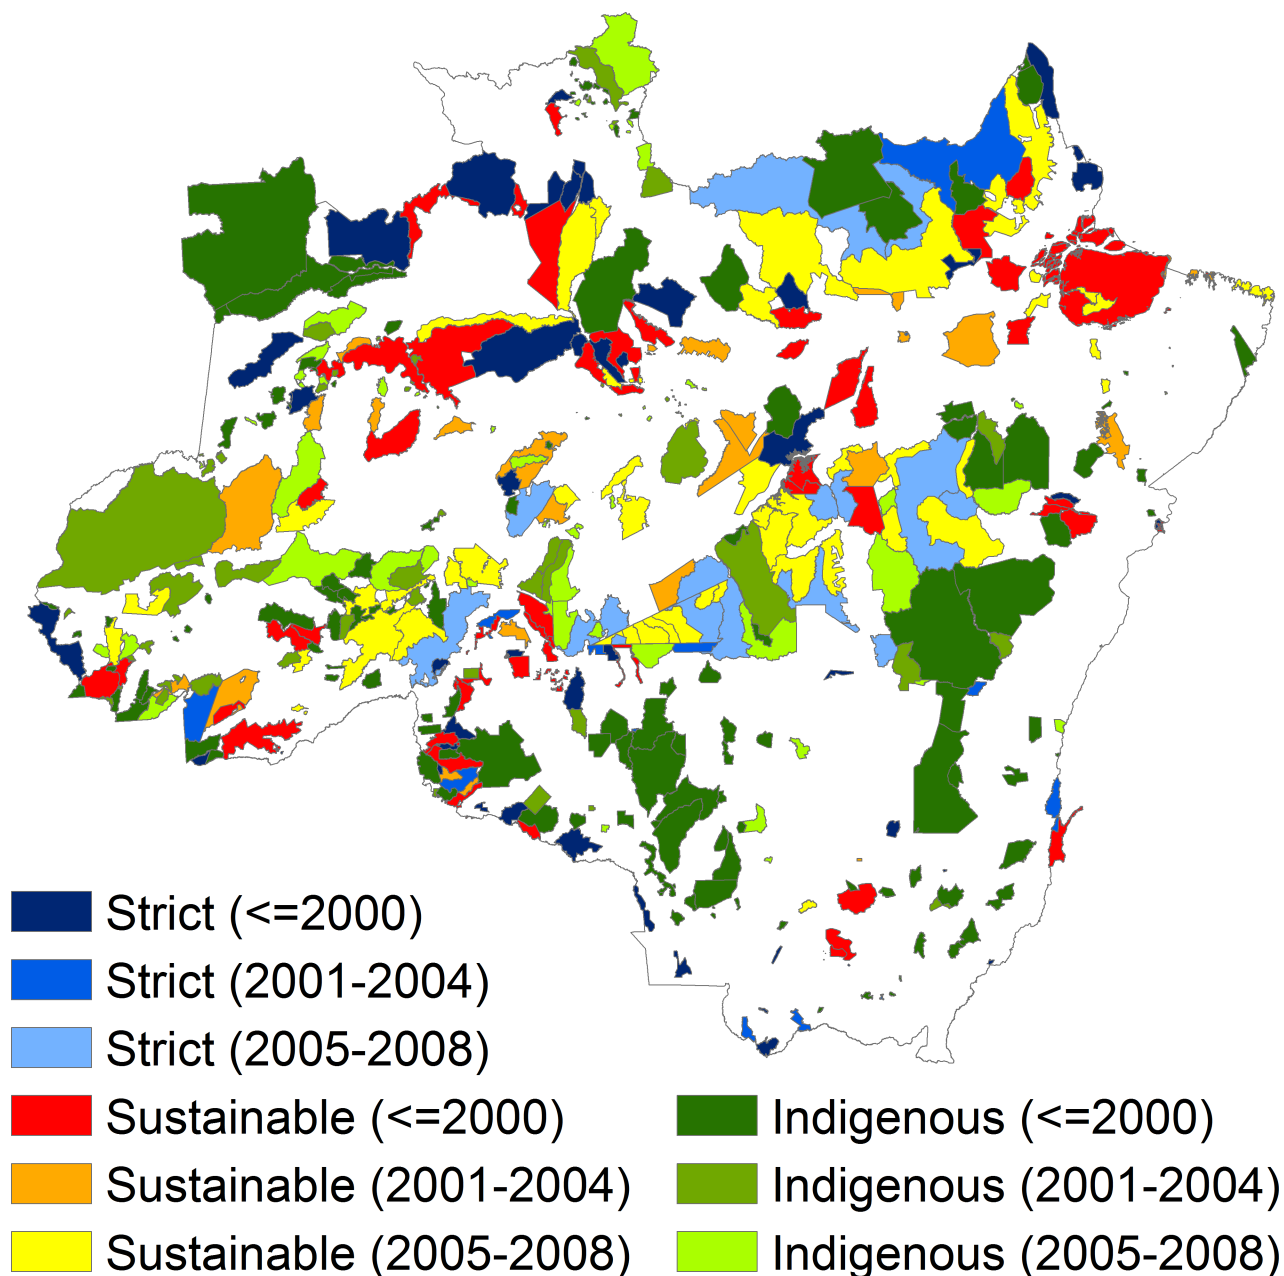 Strict (<=2000)
Strict (2001-2004)
Strict (2005-2008)
Sustainable (<=2000)
Sustainable (2001-2004)
Sustainable (2005-2008)
Indigenous (<=2000)
Indigenous (2001-2004)
Indigenous (2005-2008)